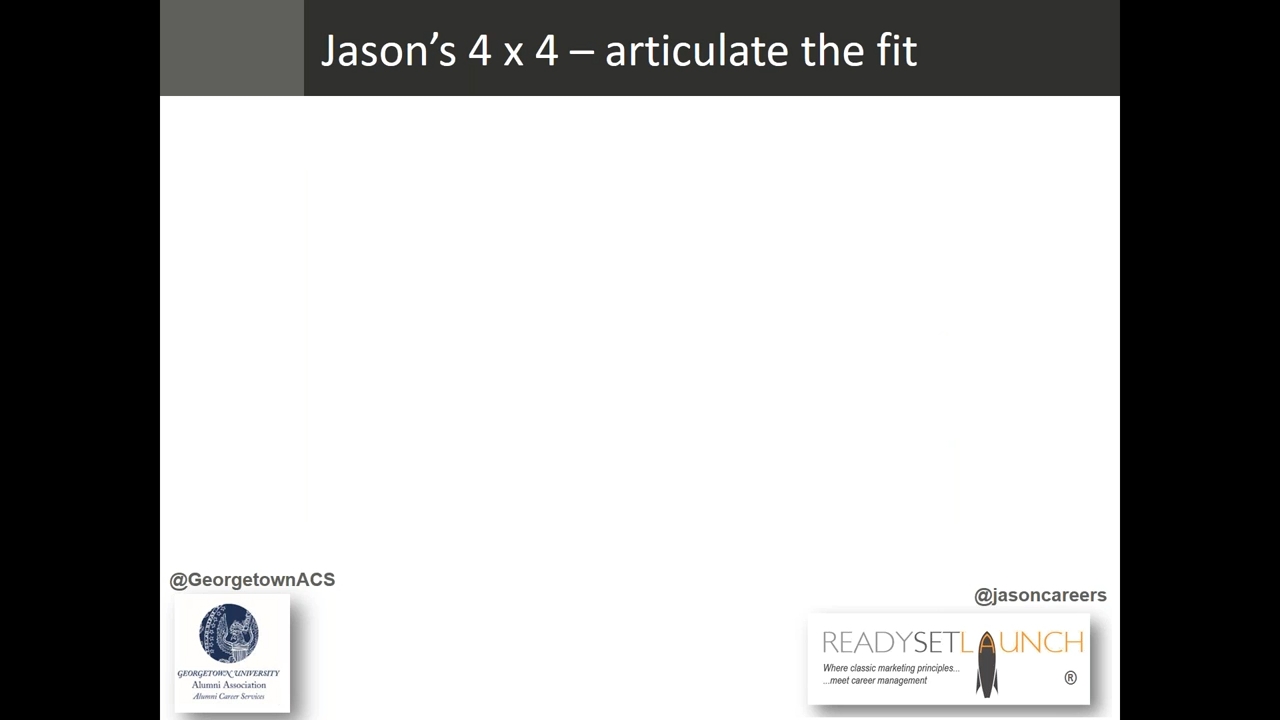 Jason’s 4 x 4 – articulate the fit
@GeorgetownACS
GEORGETOWN UNIVERSITY
Alumni Association
Alumni Career Services
@jasoncareers
READYSETLAUNCH
Where classic marketing principles...
...meet career management
®